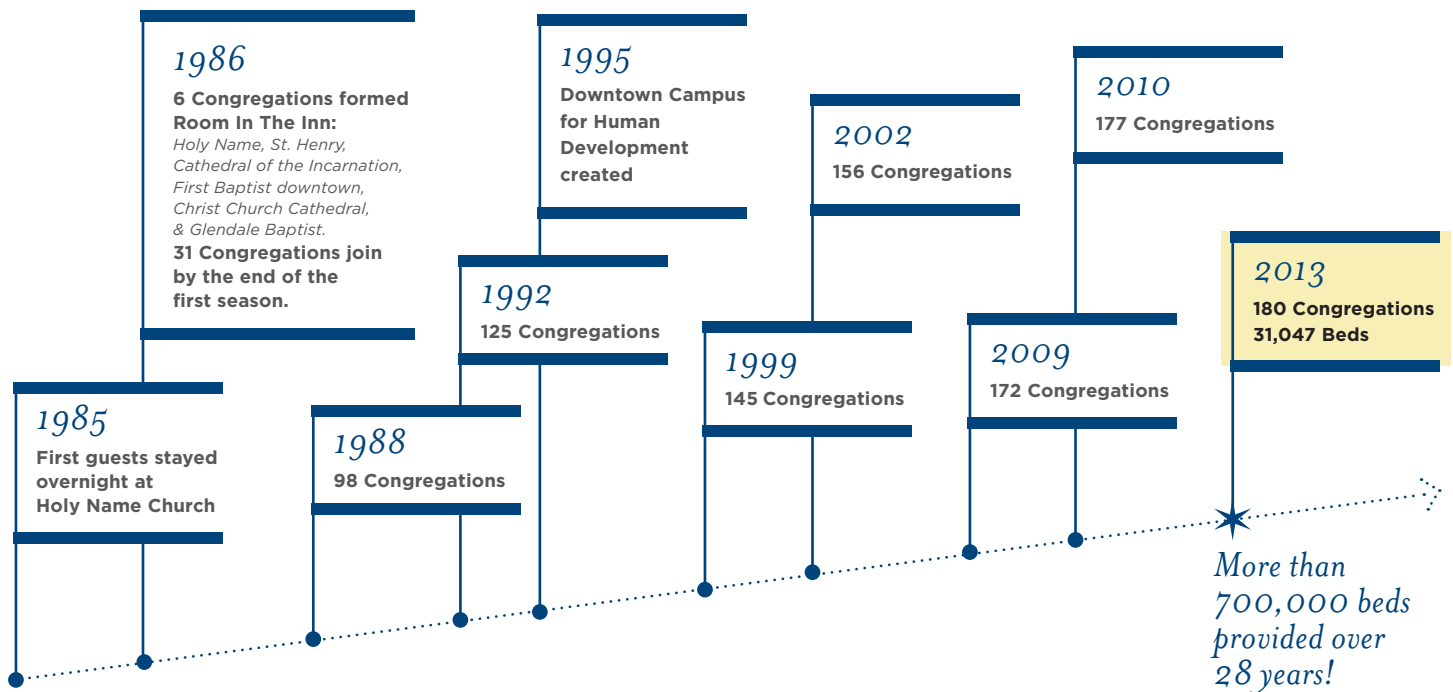 1985
First guests stayed
overnight at
Holy Name Church
1986
6 Congregations formed
Room In The Inn:
Holy Name, St. Henry,
Cathedral of the Incarnation,
First Baptist downtown,
Christ Church Cathedral,
& Glendale Baptist.
31 Congregations join
by the end of the
first season.
1988
98 Congregations
1992
125 Congregations
1995
Downtown Campus
for Human
Development
created
1999
145 Congregations
2002
156 Congregations
2009
172 Congregations
2010
177 Congregations
2013
180 Congregations
31,047 Beds
More than
700,000 beds
provided over
28 years!